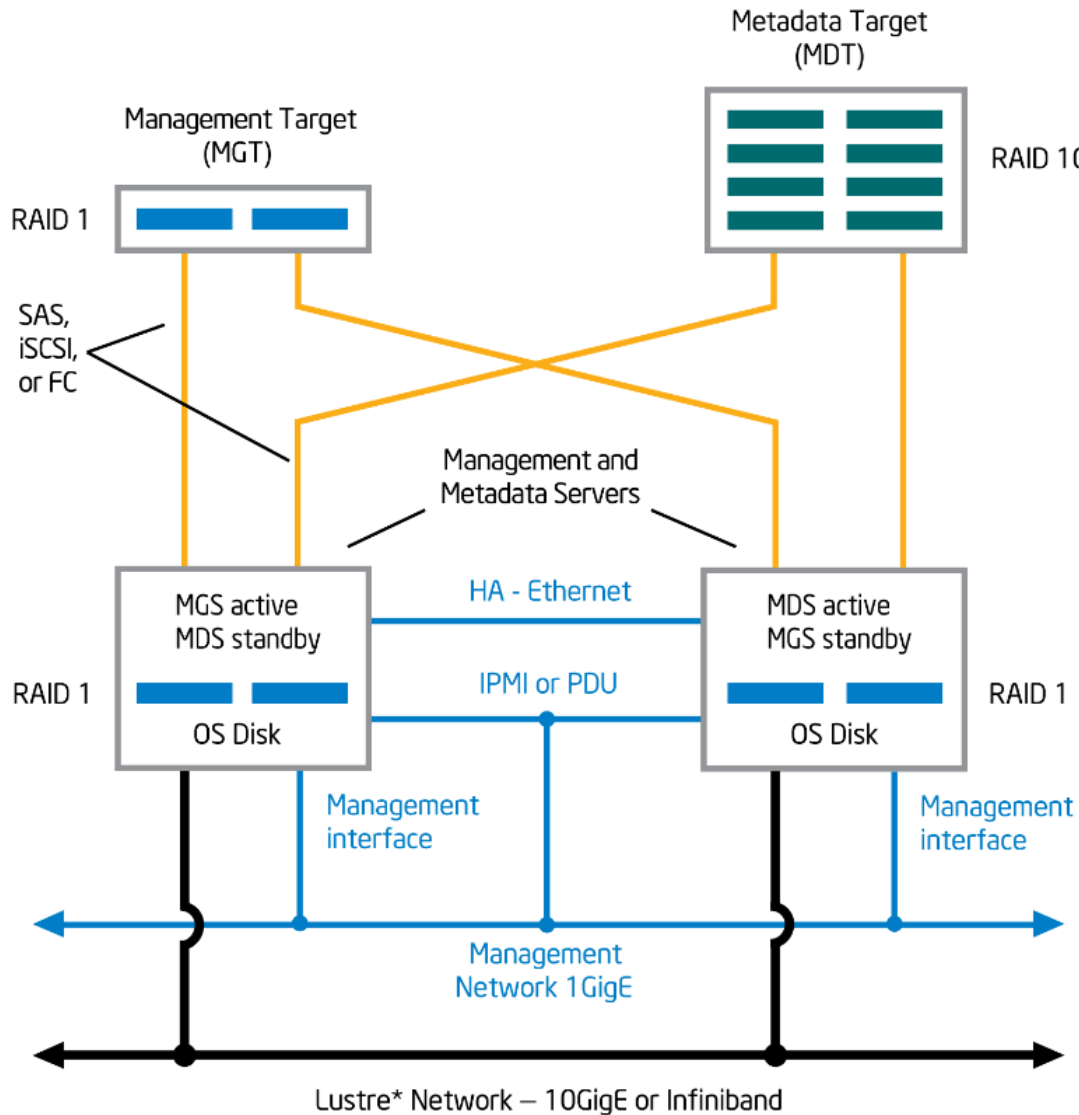 Metadata Target
(MDT)
Management Target
(MGT)
RAID 10
RAID 1
SAS,
iSCSI,
or FC
Management and
Metadata Servers
HA - Ethernet
MGS active
MDS standby
MDS active
MGS standby
IPMI or PDU
RAID 1
RAID 1
OS Disk
OS Disk
Management
interface
Management
interface
Management
Network 1GigE
Lustre* Network – 10GigE or Infiniband